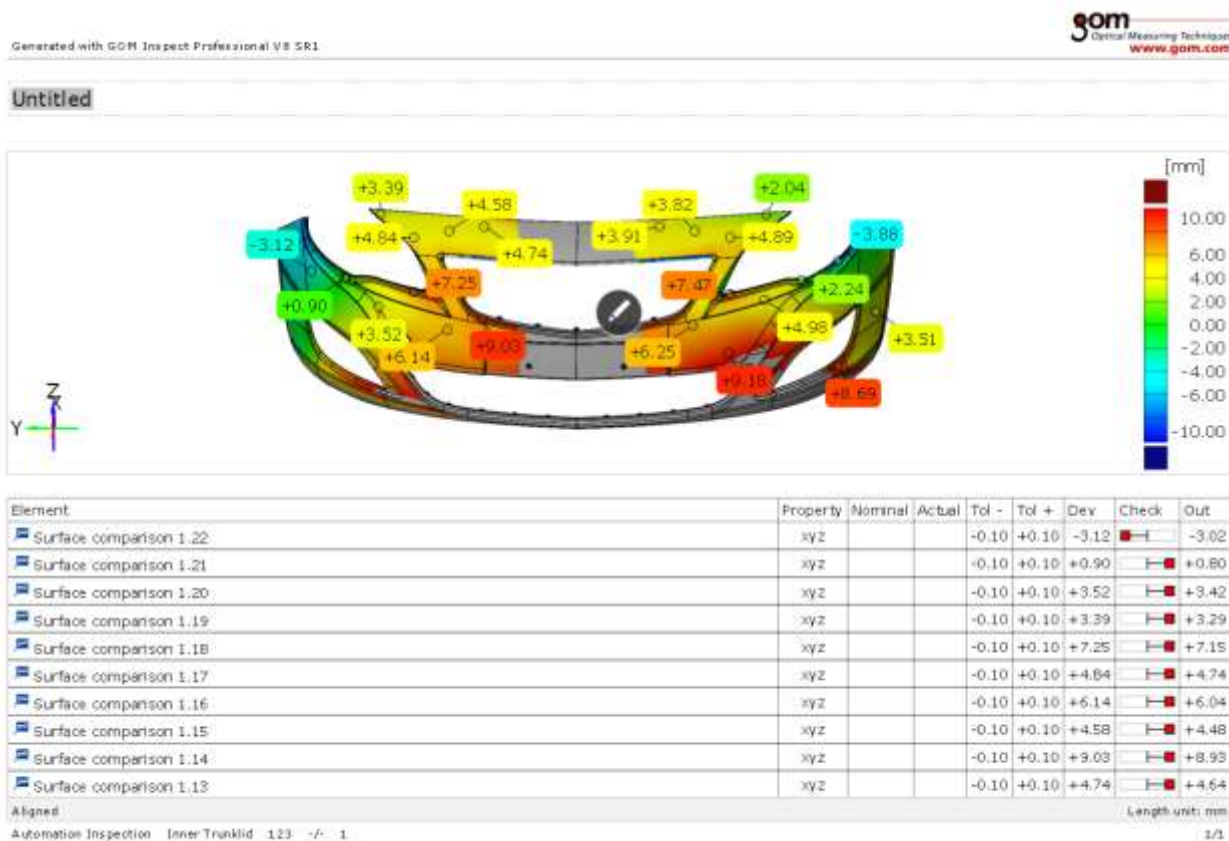 gom
Optical Measuring Techniques
www.gom.com
Generated with GOM Inspect Professional V8 SR1
Untitled
[mm]
+3.39
+2.04
+4.58
+3.82
-3.12
+4.84
+4.74
+3.91
+4.89
-3.88
+7.25
+7.47
+2.24
+0.90
+3.52
+4.98
+6.14
+9.03
+6.25
+3.51
+9.18
+8.69
10.00
6.00
4.00
2.00
0.00
-2.00
-4.00
-6.00
-10.00
Z
X
Y
Element Property Nominal Actual Tol - Tol + Dev Check Out
Surface comparison 1.22 xyz -0.10 +0.10 -3.12 -3.02
Surface comparison 1.21 xyz -0.10 +0.10 +0.90 +0.80
Surface comparison 1.20 xyz -0.10 +0.10 +3.52 +3.42
Surface comparison 1.19 xyz -0.10 +0.10 +3.39 +3.29
Surface comparison 1.18 xyz -0.10 +0.10 +7.25 +7.15
Surface comparison 1.17 xyz -0.10 +0.10 +4.84 +4.74
Surface comparison 1.16 xyz -0.10 +0.10 +6.14 +6.04
Surface comparison 1.15 xyz -0.10 +0.10 +4.58 +4.48
Surface comparison 1.14 xyz -0.10 +0.10 +9.03 +8.93
Surface comparison 1.13 xyz -0.10 +0.10 +4.74 +4.64
Aligned Length unit: mm
Automation Inspection Inner Trunklid 123 -/- 1 1/1